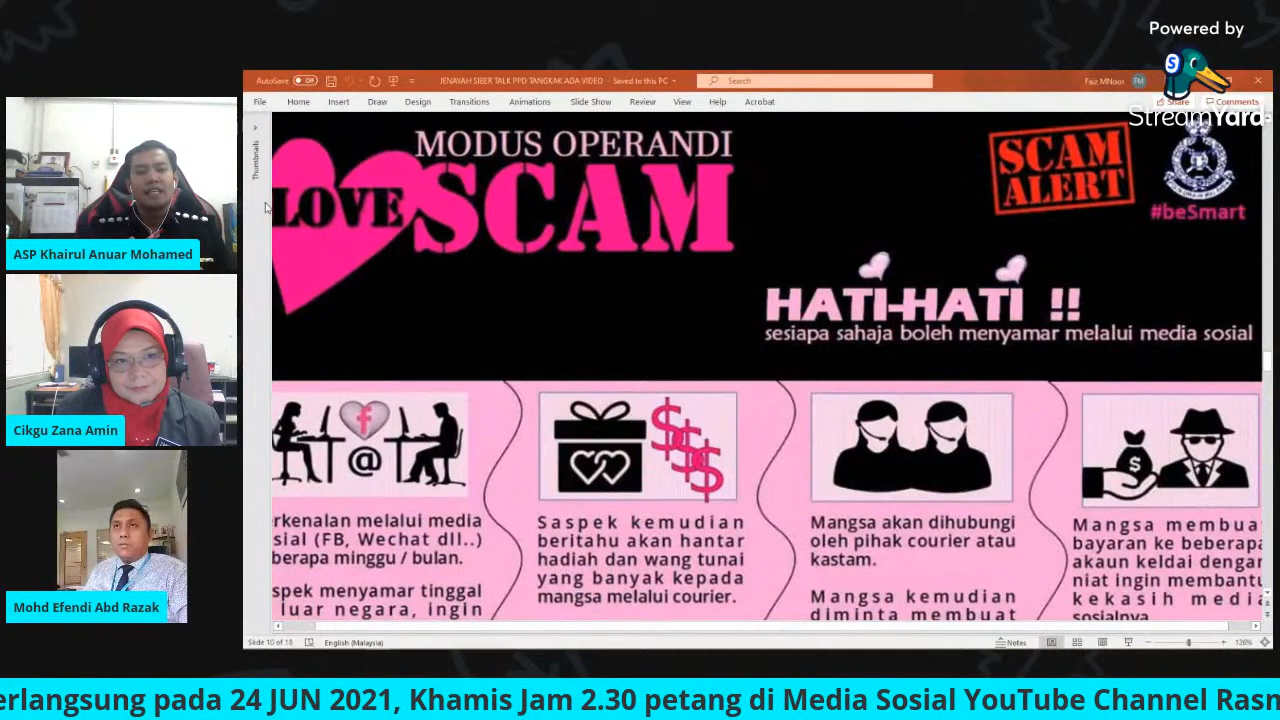 Powered by
StreamYard
AutoSave Off
JENAYAH SIBER TALK PPD TANGKAK ADA VIDEO - Saved to this PC
Search
Faiz MNoor FM
File Home Insert Draw Design Transitions Animations Slide Show Review View Help Acrobat
Share Comments
Thumbnails
MODUS OPERANDI
LOVE SCAM
SCAM
ALERT
#beSmart
HATI-HATI !!
sesiapa sahaja boleh menyamar melalui media sosial
f
@
$$$
$
rkenalan melalui media
sial (FB, Wechat dll..)
berapa minggu / bulan.
spek menyamar tinggal
luar negara, ingin
Saspek kemudian
beritahu akan hantar
hadiah dan wang tunai
yang banyak kepada
mangsa melalui courier.
Mangsa akan dihubungi
oleh pihak courier atau
kastam.
Mangsa kemudian
diminta membuat
Mangsa membuat
bayaran ke beberapa
akaun keldai dengan
niat ingin membantu
kekasih media
sosialnya
Slide 10 of 18 English (Malaysia)
Notes
126%
ASP Khairul Anuar Mohamed
Cikgu Zana Amin
Mohd Efendi Abd Razak
erlangsung pada 24 JUN 2021, Khamis Jam 2.30 petang di Media Sosial YouTube Channel Rasm